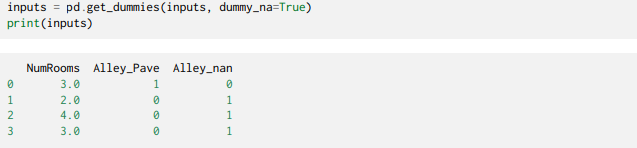 inputs = pd.get_dummies(inputs, dummy_na=True)
print(inputs)
NumRooms Alley_Pave Alley_nan
0 3.0 1 0
1 2.0 0 1
2 4.0 0 1
3 3.0 0 1